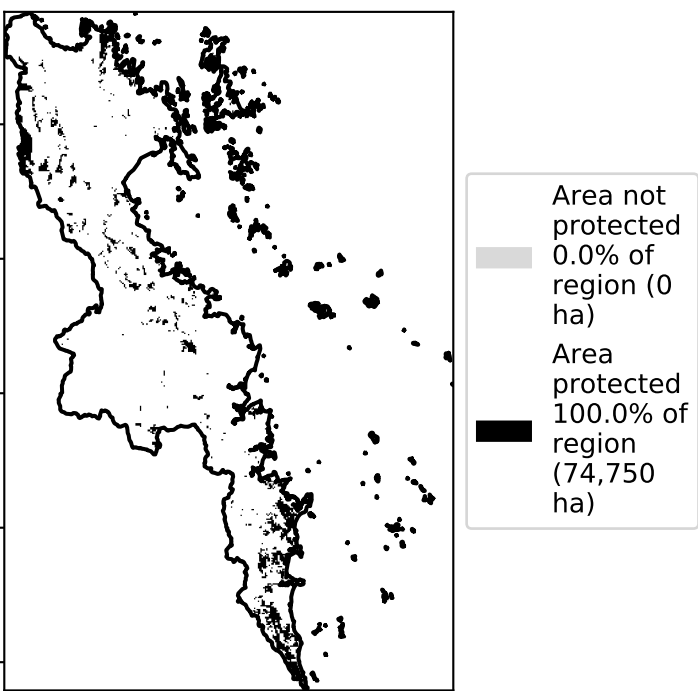 Area not
protected
0.0% of
region (0
ha)
Area
protected
100.0% of
region
(74,750
ha)